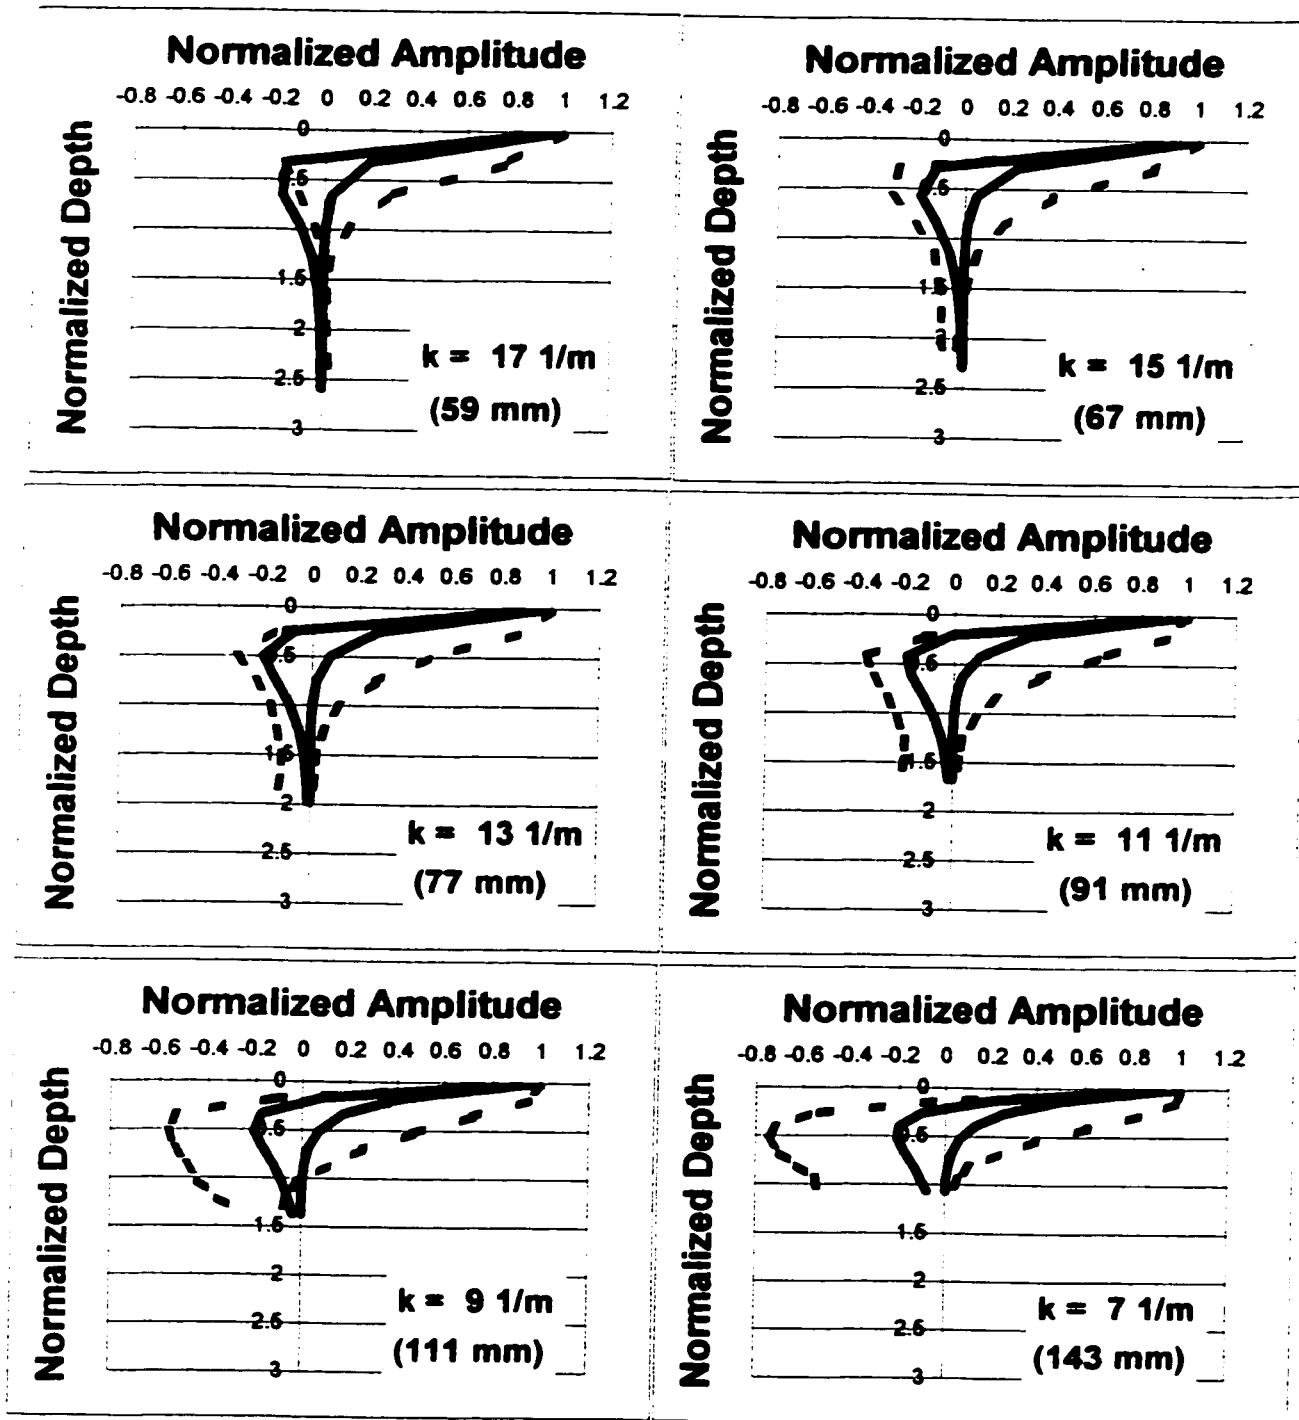 Normalized Amplitude
-0.8 -0.6 -0.4 -0.2 0 0.2 0.4 0.6 0.8 1 1.2
Normalized Depth
0
1.5
2
2.5
3
k = 17 1/m
(59 mm)
Normalized Amplitude
-0.8 -0.6 -0.4 -0.2 0 0.2 0.4 0.6 0.8 1 1.2
Normalized Depth
0
2.5
3
k = 15 1/m
(67 mm)
Normalized Amplitude
-0.8 -0.6 -0.4 -0.2 0 0.2 0.4 0.6 0.8 1 1.2
Normalized Depth
0
2
2.5
3
k = 13 1/m
(77 mm)
Normalized Amplitude
-0.8 -0.6 -0.4 -0.2 0 0.2 0.4 0.6 0.8 1 1.2
Normalized Depth
0
2
2.5
3
k = 11 1/m
(91 mm)
Normalized Amplitude
-0.8 -0.6 -0.4 -0.2 0 0.2 0.4 0.6 0.8 1 1.2
Normalized Depth
0
1.5
2
2.5
3
k = 9 1/m
(111 mm)
Normalized Amplitude
-0.8 -0.6 -0.4 -0.2 0 0.2 0.4 0.6 0.8 1 1.2
Normalized Depth
0
1.5
2
2.5
3
k = 7 1/m
(143 mm)